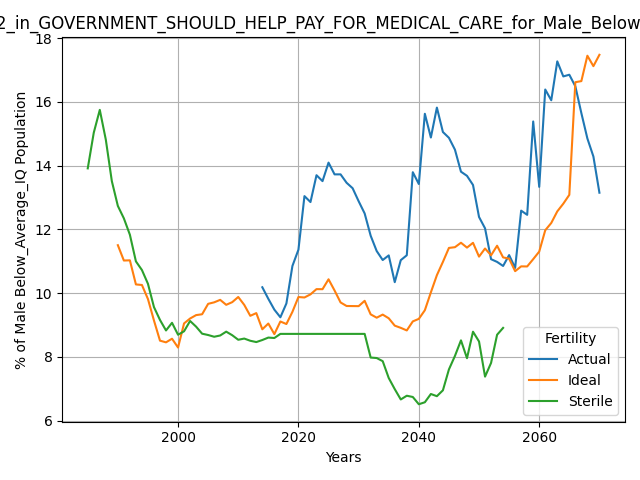 2_in_GOVERNMENT_SHOULD_HELP_PAY_FOR_MEDICAL_CARE_for_Male_Below
% of Male Below_Average_IQ Population
18
16
14
12
10
8
6
2000 2020 2040 2060
Years
Fertility
Actual
Ideal
Sterile